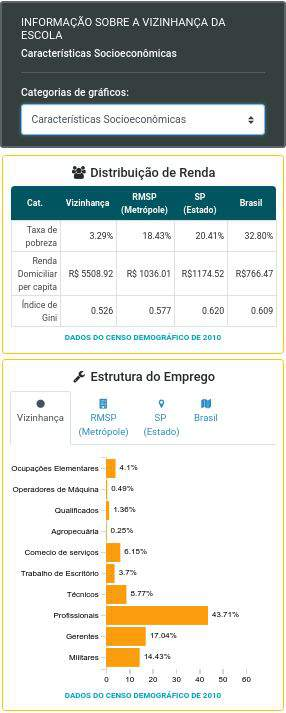 INFORMAÇÃO SOBRE A VIZINHANÇA DA
ESCOLA
Características Socioeconômicas
Categorias de gráficos:
Características Socioeconômicas
Distribuição de Renda
Cat. Vizinhança RMSP (Metrópole) SP (Estado) Brasil
Taxa de pobreza 3.29% 18.43% 20.41% 32.80%
Renda Domiciliar per capita R$ 5508.92 R$ 1036.01 R$1174.52 R$766.47
Índice de Gini 0.526 0.577 0.620 0.609
DADOS DO CENSO DEMOGRÁFICO DE 2010
Estrutura do Emprego
Vizinhança RMSP (Metrópole) SP (Estado) Brasil
Ocupações Elementares 4.1%
Operadores de Máquina 0.49%
Qualificados 1.36%
Agropecuária 0.25%
Comecio de serviços 6.15%
Trabalho de Escritório 3.7%
Técnicos 8.77%
Profissionais 43.71%
Gerentes 17.04%
Militares 14.43%
0 10 20 30 40 50 60
DADOS DO CENSO DEMOGRÁFICO DE 2010